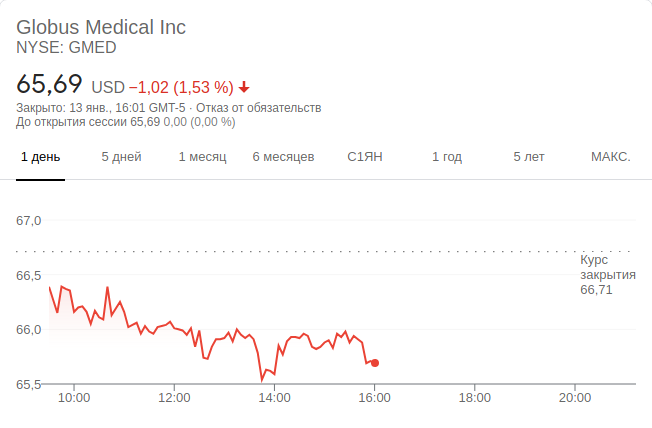 Globus Medical Inc
NYSE: GMED
65,69 USD −1,02 (1,53 %)
Закрыто: 13 янв., 16:01 GMT-5 · Отказ от обязательств
До открытия сессии 65,69 0,00 (0,00 %)
1 день 5 дней 1 месяц 6 месяцев С1ЯН 1 год 5 лет МАКС.
67,0
Курс
закрытия
66,71
66,5
66,0
65,5
10:00 12:00 14:00 16:00 18:00 20:00